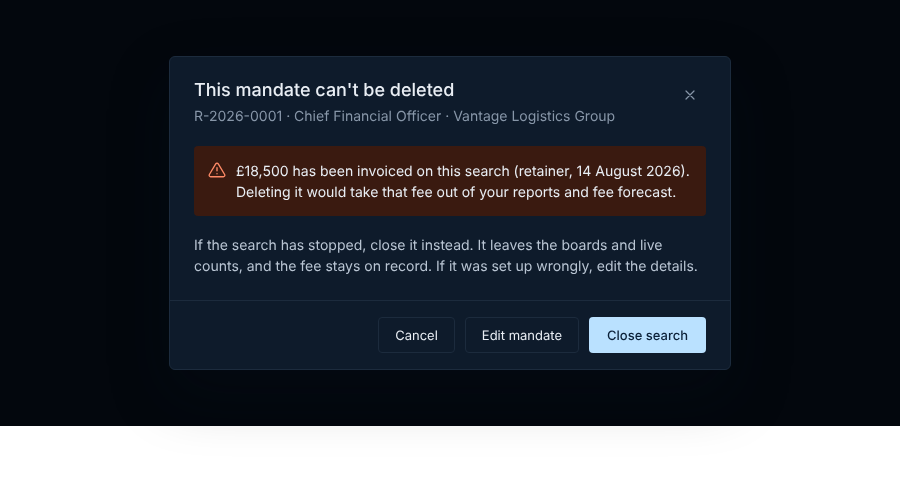 This mandate can't be deleted
R-2026-0001 · Chief Financial Officer · Vantage Logistics Group
£18,500 has been invoiced on this search (retainer, 14 August 2026).
Deleting it would take that fee out of your reports and fee forecast.
If the search has stopped, close it instead. It leaves the boards and live
counts, and the fee stays on record. If it was set up wrongly, edit the details.
Cancel
Edit mandate
Close search